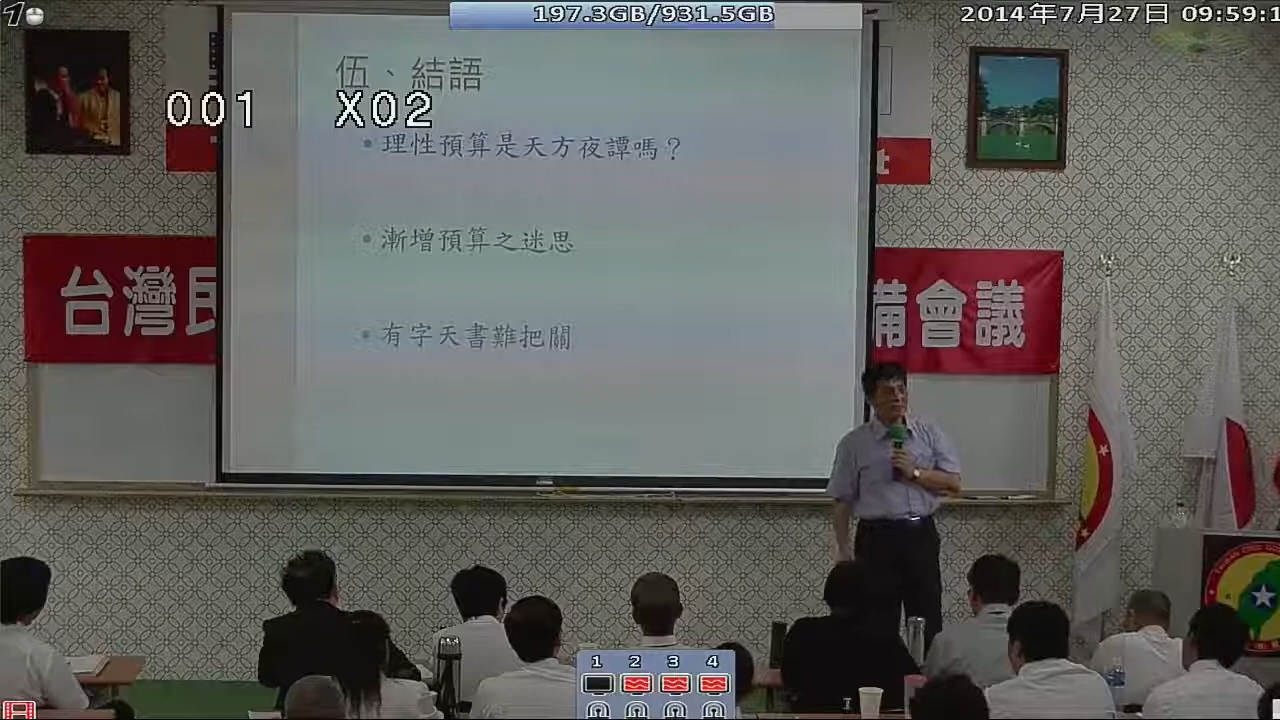 197.3GB/931.5GB
2014年7月27日 09:59:1
001 X02
伍、結語
•理性預算是天方夜譚嗎？
•漸增預算之迷思
•有字天書難把關
t
台灣民
備會議
1 2 3 4